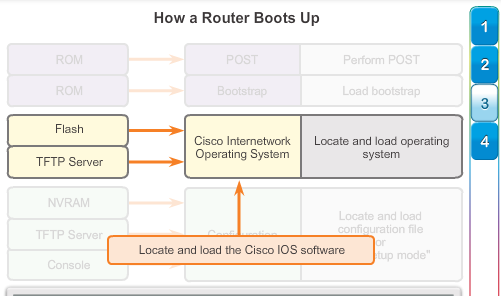 How a Router Boots Up
ROM
POST
Perform POST
ROM
Bootstrap
Load bootstrap
Flash
TFTP Server
Cisco Internetwork
Operating System
Locate and load operating
system
NVRAM
TFTP Server
Console
Configuration
Locate and load
configuration file
or
etup mode"
Locate and load the Cisco IOS software
1
2
3
4